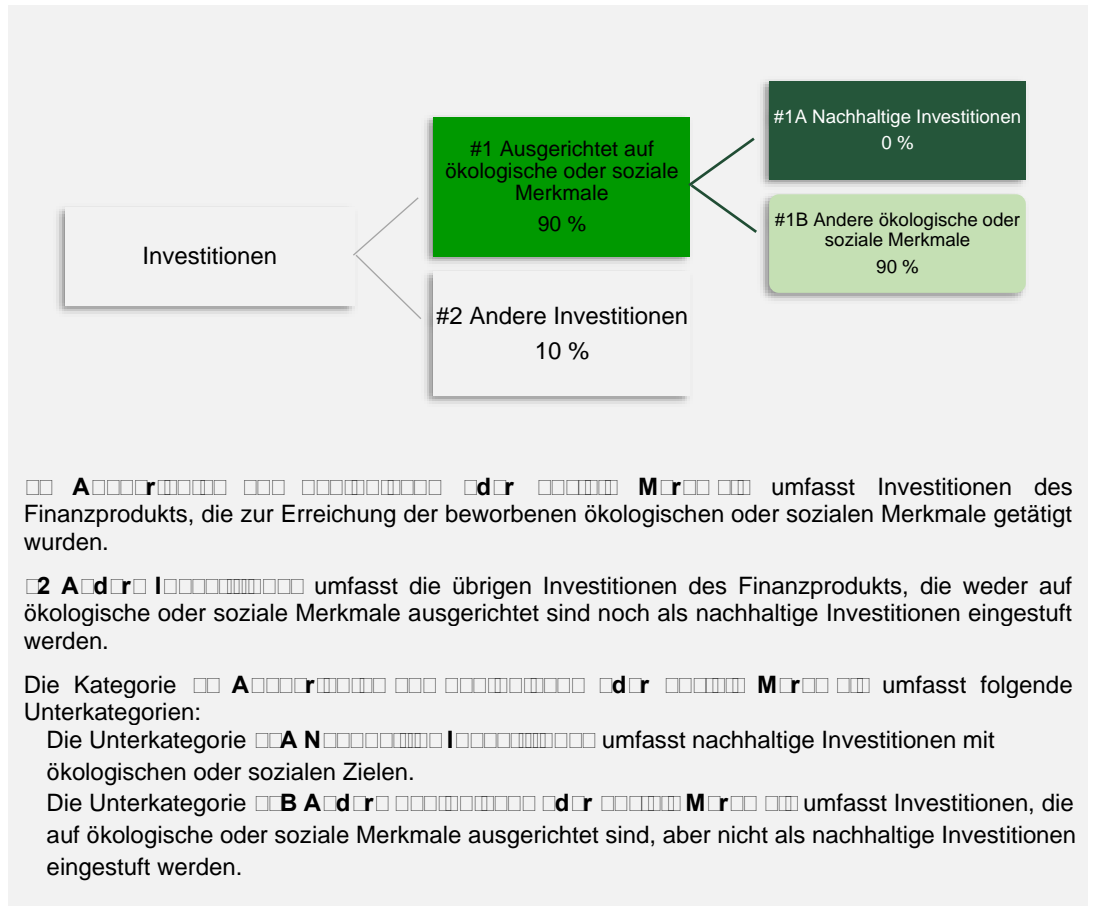 #1A Nachhaltige Investitionen
0 %
#1 Ausgerichtet auf
ökologische oder soziale
Merkmale
90 %
#1B Andere ökologische oder
soziale Merkmale
90 %
Investitionen
#2 Andere Investitionen
10 %
umfasst Investitionen des
Finanzprodukts, die zur Erreichung der beworbenen ökologischen oder sozialen Merkmale getätigt
wurden.
umfasst die übrigen Investitionen des Finanzprodukts, die weder auf
ökologische oder soziale Merkmale ausgerichtet sind noch als nachhaltige Investitionen eingestuft
werden.
Die Kategorie umfasst folgende
Unterkategorien:
Die Unterkategorie umfasst nachhaltige Investitionen mit
ökologischen oder sozialen Zielen.
Die Unterkategorie umfasst Investitionen, die
auf ökologische oder soziale Merkmale ausgerichtet sind, aber nicht als nachhaltige Investitionen
eingestuft werden.